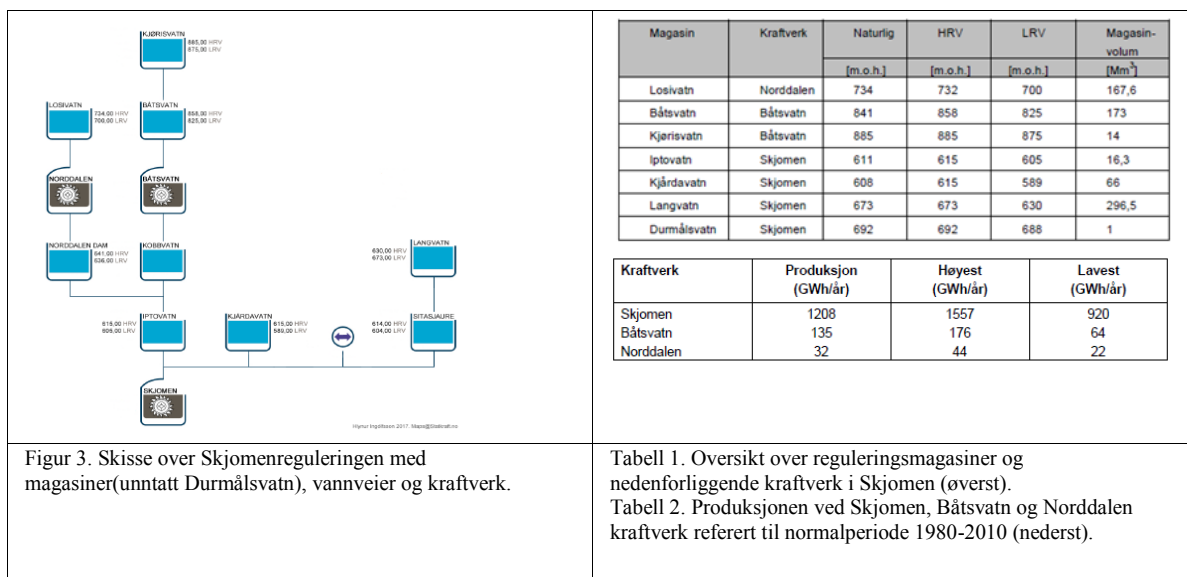 KJØRISVATN
885,00 HRV
875,00 LRV
LOSIVATN
734,00 HRV
700,00 LRV
BÅTSVATN
858,00 HRV
825,00 LRV
NORDDALEN
BÅTSVATN
NORDDALEN DAM
641,00 HRV
636,00 LRV
KOBBVATN
LANGVATN
630,00 HRV
673,00 LRV
IPTOVATN
615,00 HRV
605,00 LRV
KJÅRDAVATN
615,00 HRV
589,00 LRV
SITASJAURE
614,00 HRV
604,00 LRV
SKJOMEN
Hlynur Ingólfsson 2017. Maps@Statkraft.no
Magasin Kraftverk Naturlig HRV LRV Magasin-
volum
[m.o.h.] [m.o.h.] [m.o.h.] [Mm³]
Losivatn Norddalen 734 732 700 167,6
Båtsvatn Båtsvatn 841 858 825 173
Kjørisvatn Båtsvatn 885 885 875 14
Iptovatn Skjomen 611 615 605 16,3
Kjårdavatn Skjomen 608 615 589 66
Langvatn Skjomen 673 673 630 296,5
Durmålsvatn Skjomen 692 692 688 1
Kraftverk Produksjon Høyest Lavest
(GWh/år) (GWh/år) (GWh/år)
Skjomen 1208 1557 920
Båtsvatn 135 176 64
Norddalen 32 44 22
Figur 3. Skisse over Skjomenreguleringen med
magasiner(unntatt Durmålsvatn), vannveier og kraftverk.
Tabell 1. Oversikt over reguleringsmagasiner og
nedenforliggende kraftverk i Skjomen (øverst).
Tabell 2. Produksjonen ved Skjomen, Båtsvatn og Norddalen
kraftverk referert til normalperiode 1980-2010 (nederst).